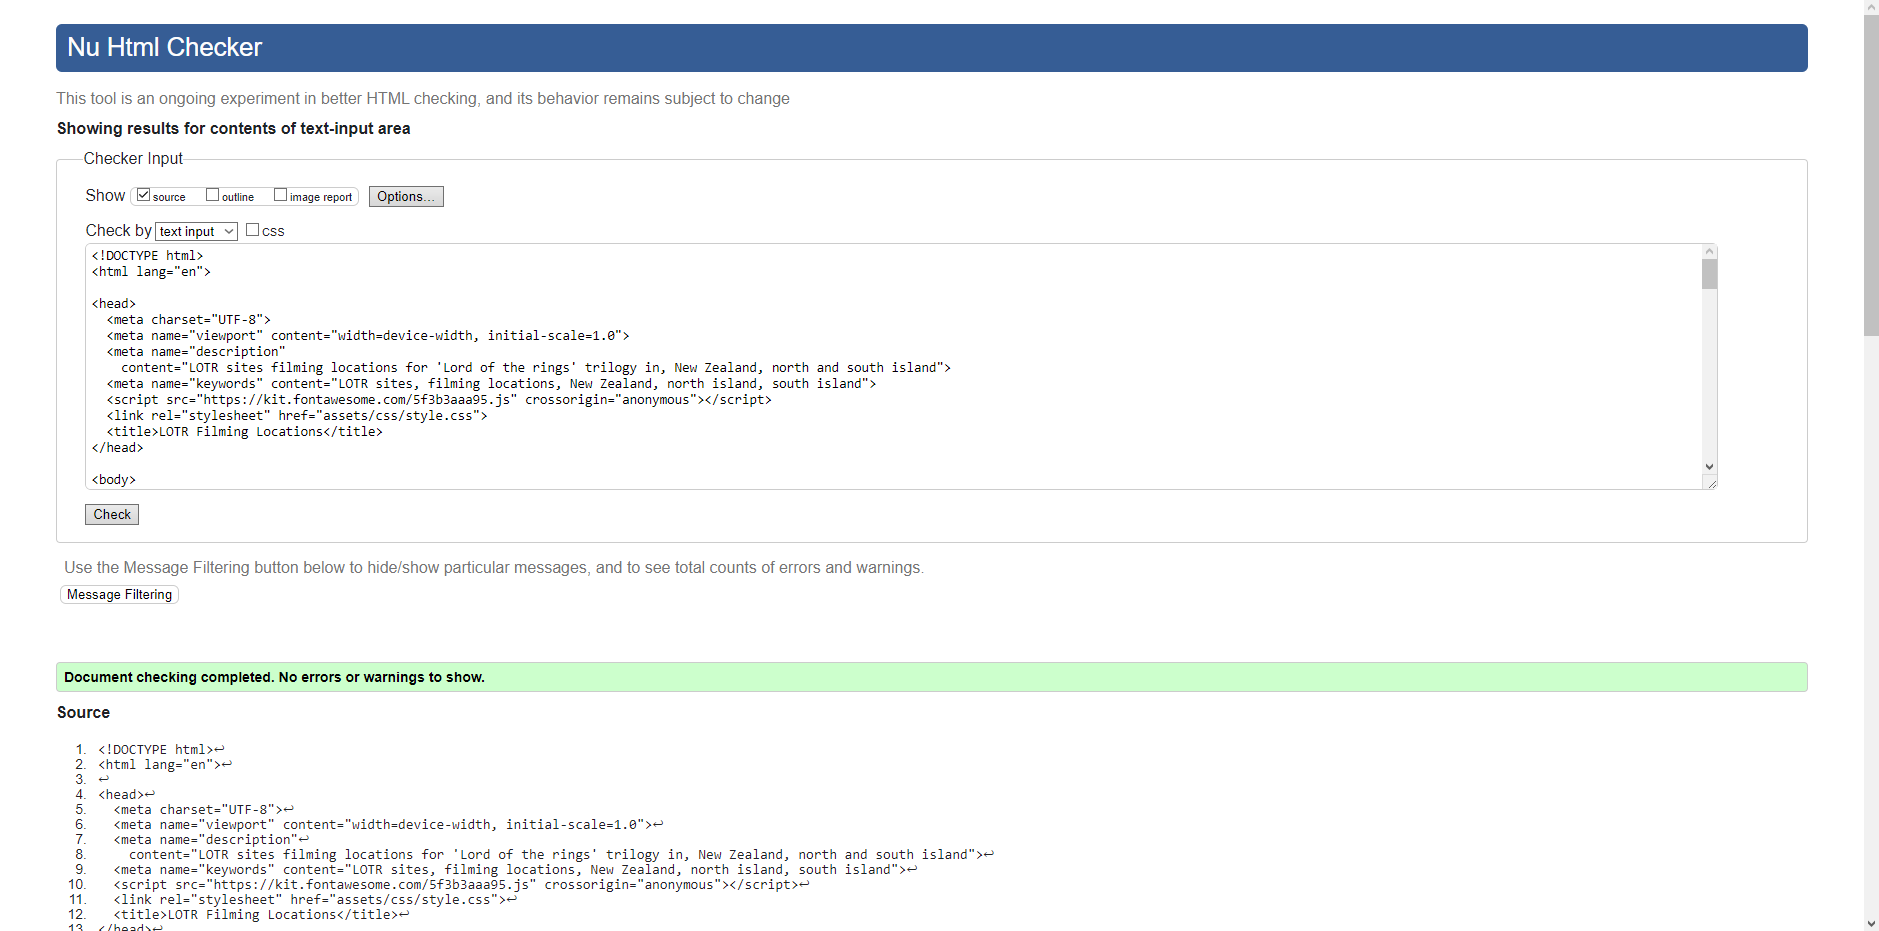 Nu Html Checker
This tool is an ongoing experiment in better HTML checking, and its behavior remains subject to change
Showing results for contents of text-input area
Checker Input
Show source outline image report Options...
Check by text input css
<!DOCTYPE html>
<html lang="en">
<head>
<meta charset="UTF-8">
<meta name="viewport" content="width=device-width, initial-scale=1.0">
<meta name="description"
content="LOTR sites filming locations for 'Lord of the rings' trilogy in, New Zealand, north and south island">
<meta name="keywords" content="LOTR sites, filming locations, New Zealand, north island, south island">
<script src="https://kit.fontawesome.com/5f3b3aaa95.js" crossorigin="anonymous"></script>
<link rel="stylesheet" href="assets/css/style.css">
<title>LOTR Filming Locations</title>
</head>
<body>
Check
Use the Message Filtering button below to hide/show particular messages, and to see total counts of errors and warnings.
Message Filtering
Document checking completed. No errors or warnings to show.
Source
1. <!DOCTYPE html>↩
2. <html lang="en">↩
3. ↩
4. <head>↩
5. <meta charset="UTF-8">↩
6. <meta name="viewport" content="width=device-width, initial-scale=1.0">↩
7. <meta name="description"↩
8. content="LOTR sites filming locations for 'Lord of the rings' trilogy in, New Zealand, north and south island">↩
9. <meta name="keywords" content="LOTR sites, filming locations, New Zealand, north island, south island">↩
10. <script src="https://kit.fontawesome.com/5f3b3aaa95.js" crossorigin="anonymous"></script>↩
11. <link rel="stylesheet" href="assets/css/style.css">↩
12. <title>LOTR Filming Locations</title>↩
13. </head>↩